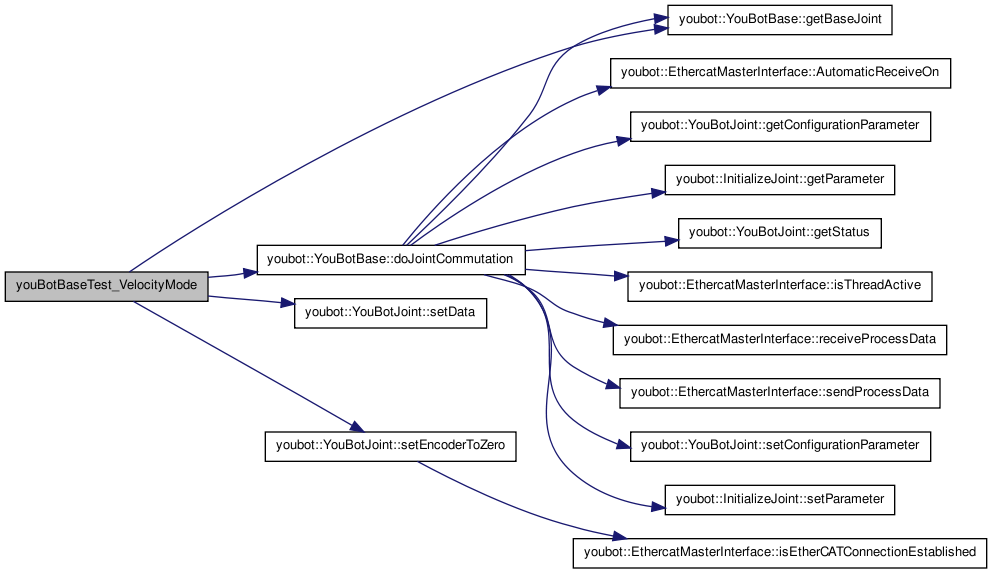 youbot::YouBotBase::getBaseJoint
youbot::EthercatMasterInterface::AutomaticReceiveOn
youbot::YouBotJoint::getConfigurationParameter
youbot::InitializeJoint::getParameter
youbot::YouBotJoint::getStatus
youbot::YouBotBase::doJointCommutation
youBotBaseTest_VelocityMode
youbot::EthercatMasterInterface::isThreadActive
youbot::YouBotJoint::setData
youbot::EthercatMasterInterface::receiveProcessData
youbot::EthercatMasterInterface::sendProcessData
youbot::YouBotJoint::setEncoderToZero
youbot::YouBotJoint::setConfigurationParameter
youbot::InitializeJoint::setParameter
youbot::EthercatMasterInterface::isEtherCATConnectionEstablished